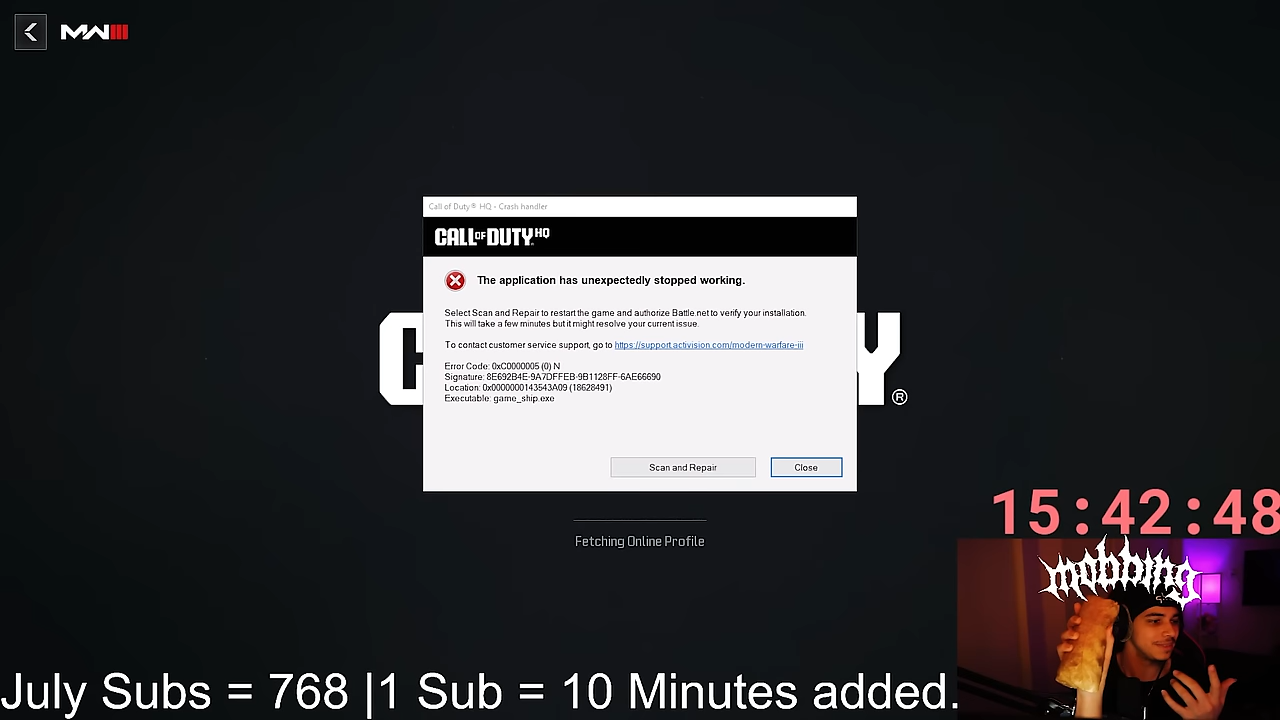 MWIII
Call of Duty® HQ - Crash handler
CALL OF DUTY HQ
The application has unexpectedly stopped working.
Select Scan and Repair to restart the game and authorize Battle.net to verify your installation.
This will take a few minutes but it might resolve your current issue.
To contact customer service support, go to https://support.activision.com/modern-warfare-iii
Error Code: 0xC0000005 (0) N
Signature: 8E692B4E-9A7DFFEB-9B1128FF-6AE66690
Location: 0x0000000143543A09 (18628491)
Executable: game_ship.exe
Scan and Repair
Close
C Y ®
Fetching Online Profile
15:42:48
mobbing
July Subs = 768 |1 Sub = 10 Minutes added.